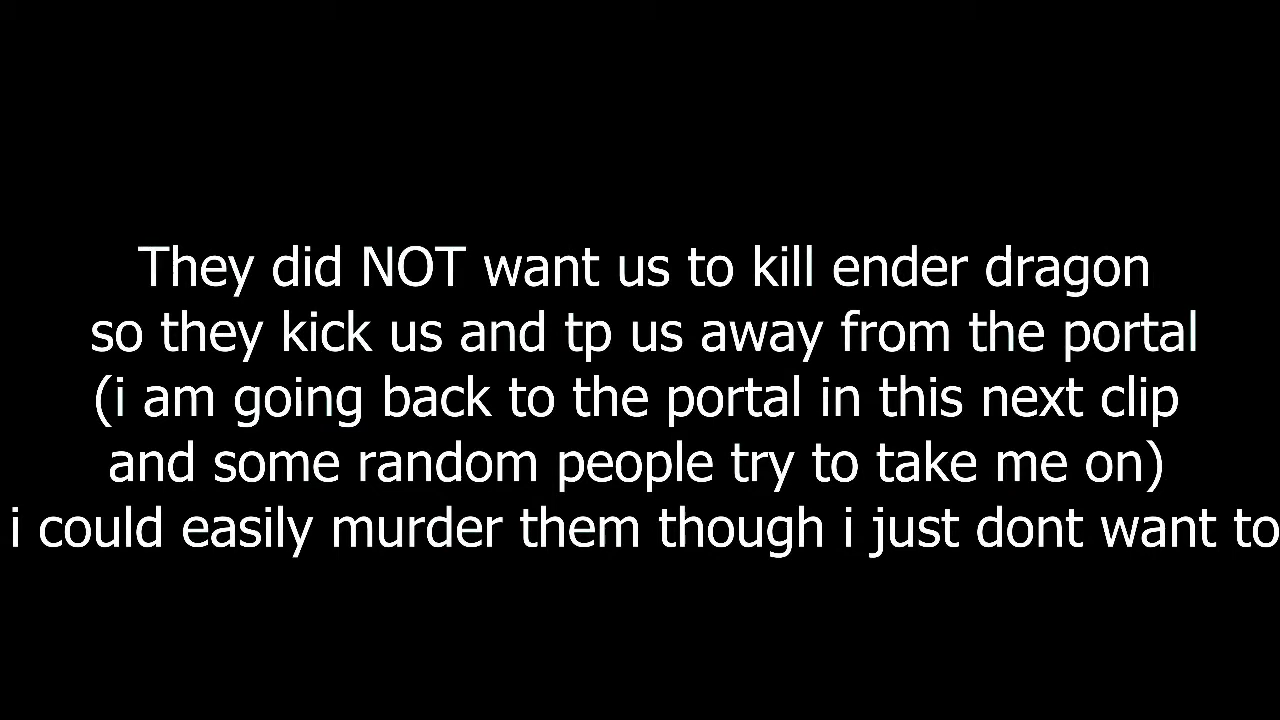 They did NOT want us to kill ender dragon
so they kick us and tp us away from the portal
(i am going back to the portal in this next clip
and some random people try to take me on)
i could easily murder them though i just dont want to